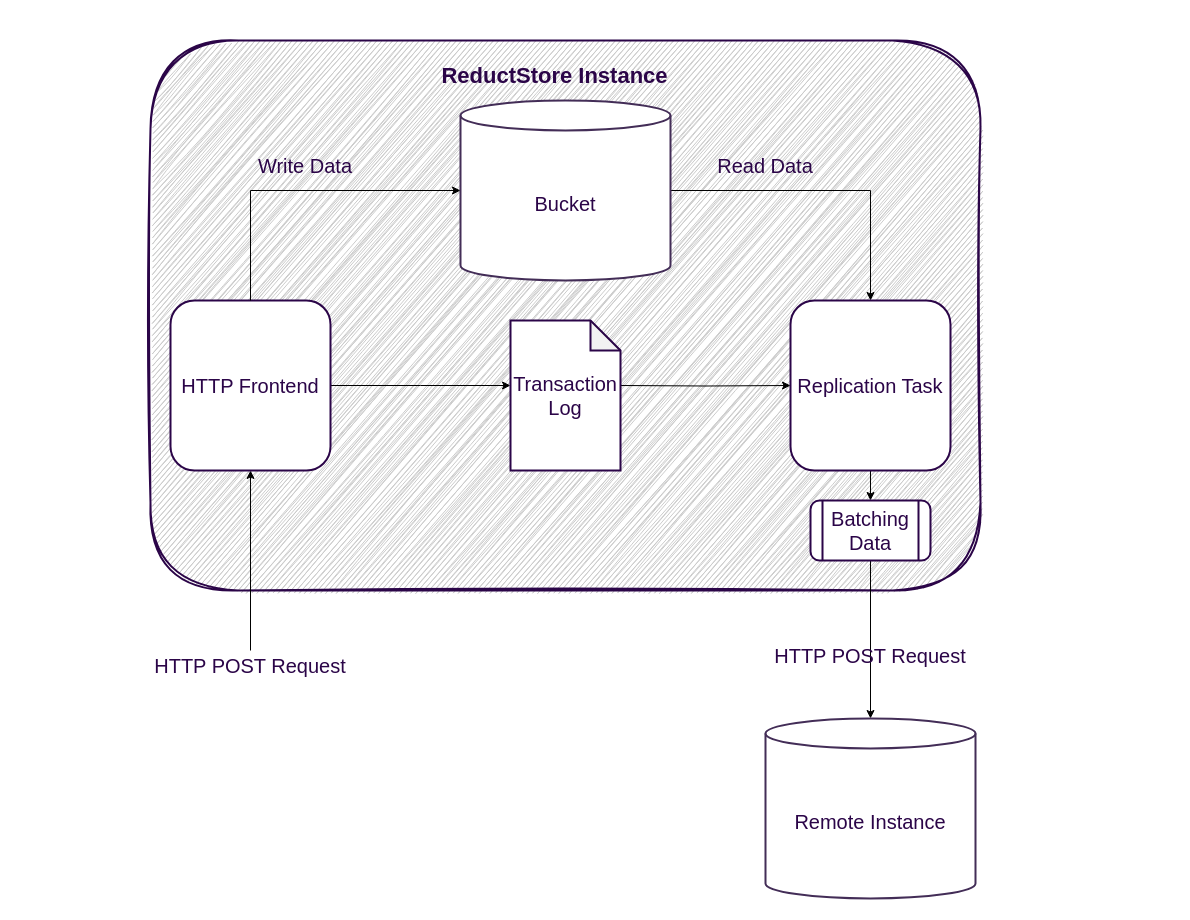 ReductStore Instance
Write Data
Read Data
Bucket
HTTP Frontend
Transaction
Log
Replication Task
Batching
Data
HTTP POST Request
HTTP POST Request
Remote Instance